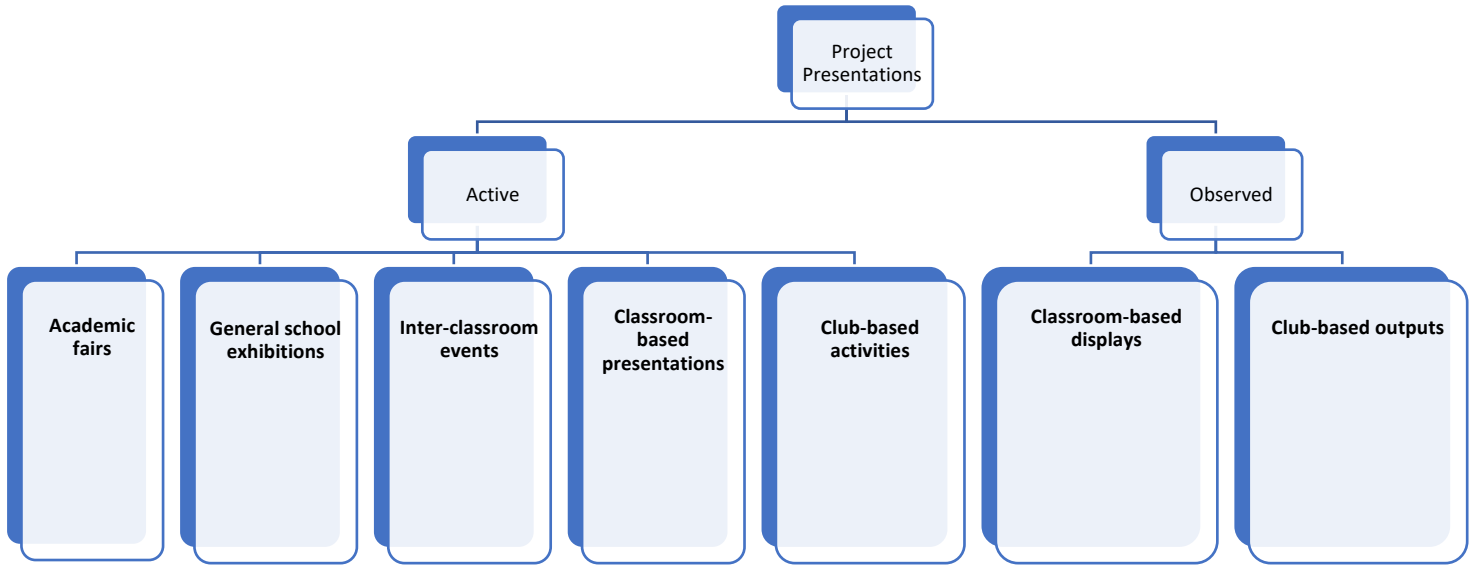 Project
Presentations
Active
Observed
Academic
fairs
General school
exhibitions
Inter-classroom
events
Classroom-
based
presentations
Club-based
activities
Classroom-based
displays
Club-based outputs